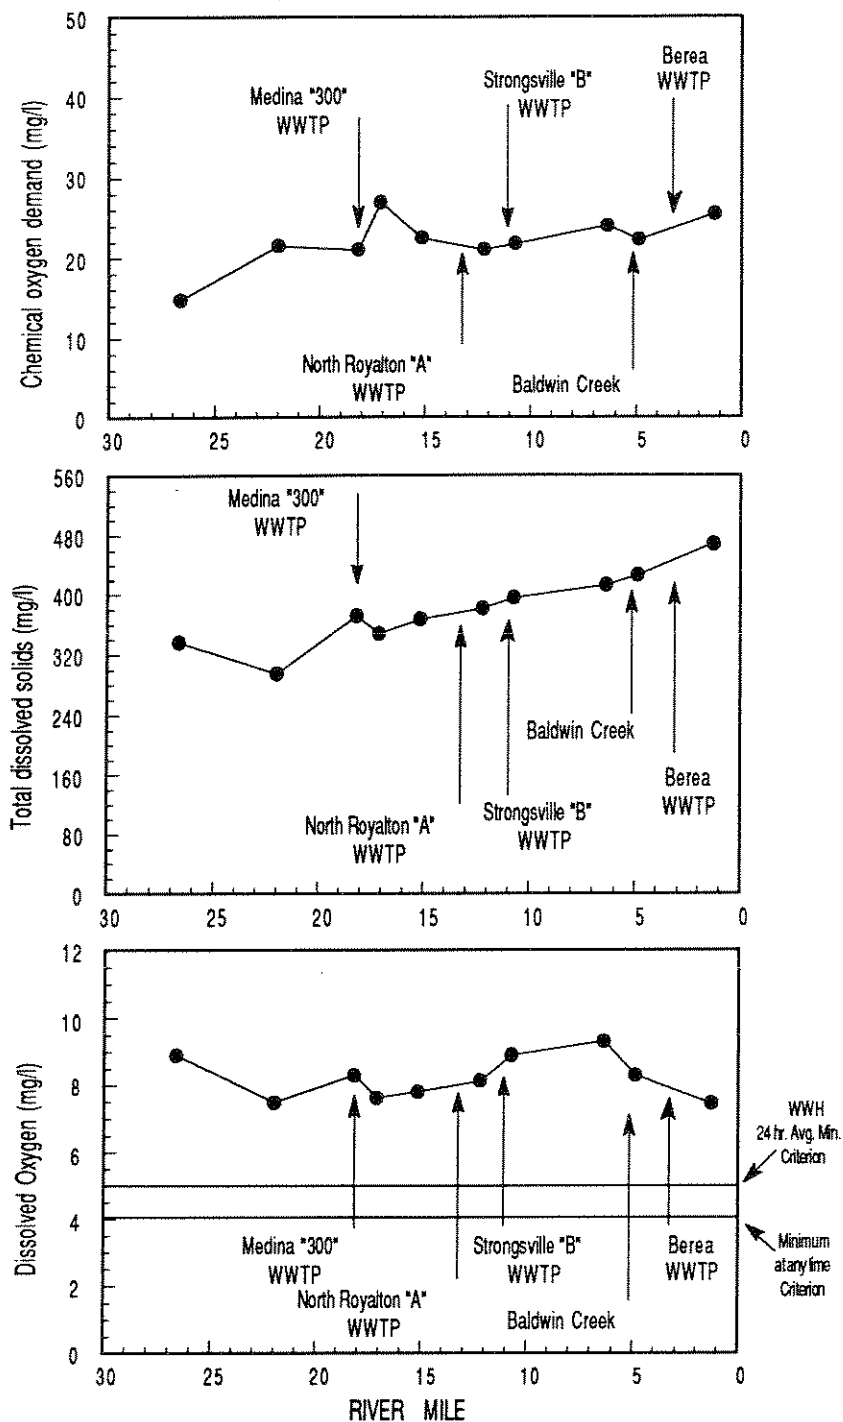 50
40
30
20
10
0
Chemical oxygen demand (mg/l)
Medina "300"
WWTP
Strongsville "B"
WWTP
Berea
WWTP
North Royalton "A"
WWTP
Baldwin Creek
30 25 20 15 10 5 0
560
480
400
320
240
160
80
0
Total dissolved solids (mg/l)
Medina "300"
WWTP
Baldwin Creek
Berea
WWTP
North Royalton "A"
WWTP
Strongsville "B"
WWTP
30 25 20 15 10 5 0
12
10
8
6
4
2
0
Dissolved Oxygen (mg/l)
WWH
24 hr. Avg. Min.
Criterion
Minimum
at any time
Criterion
Medina "300"
WWTP
North Royalton "A"
WWTP
Strongsville "B"
WWTP
Baldwin Creek
Berea
WWTP
30 25 20 15 10 5 0
RIVER MILE